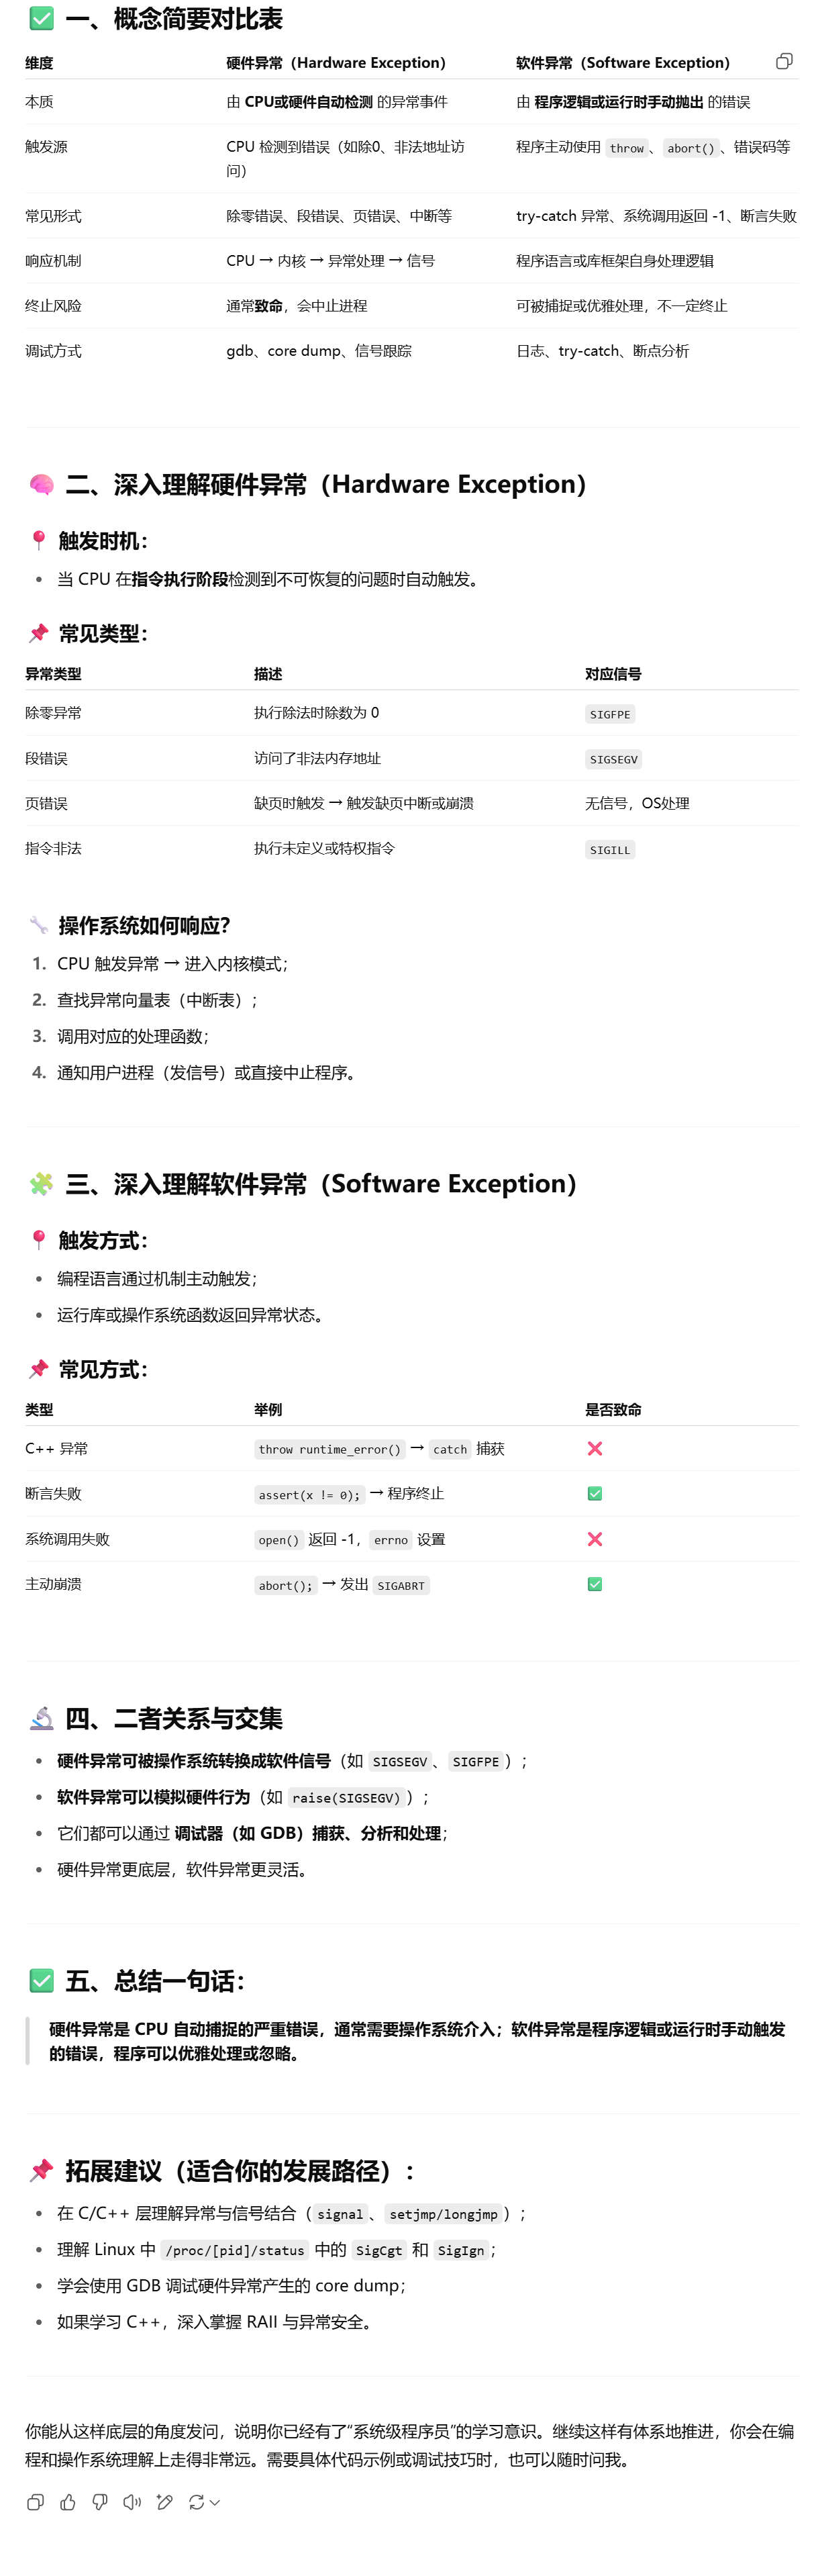 ✅ 一、概念简要对比表
维度 硬件异常（Hardware Exception） 软件异常（Software Exception）
本质 由 CPU或硬件自动检测 的异常事件 由 程序逻辑或运行时手动抛出 的错误
触发源 CPU 检测到错误（如除0、非法地址访问） 程序主动使用 throw、abort()、错误码等
常见形式 除零错误、段错误、页错误、中断等 try-catch 异常、系统调用返回 -1、断言失败
响应机制 CPU → 内核 → 异常处理 → 信号 程序语言或库框架自身处理逻辑
终止风险 通常致命，会中止进程 可被捕捉或优雅处理，不一定终止
调试方式 gdb、core dump、信号跟踪 日志、try-catch、断点分析
🧠 二、深入理解硬件异常（Hardware Exception）
📍 触发时机：
• 当 CPU 在指令执行阶段检测到不可恢复的问题时自动触发。
📌 常见类型：
异常类型 描述 对应信号
除零异常 执行除法时除数为 0 SIGFPE
段错误 访问了非法内存地址 SIGSEGV
页错误 缺页时触发 → 触发缺页中断或崩溃 无信号，OS处理
指令非法 执行未定义或特权指令 SIGILL
🔧 操作系统如何响应？
1. CPU 触发异常 → 进入内核模式；
2. 查找异常向量表（中断表）；
3. 调用对应的处理函数；
4. 通知用户进程（发信号）或直接中止程序。
🧩 三、深入理解软件异常（Software Exception）
📍 触发方式：
• 编程语言通过机制主动触发；
• 运行库或操作系统函数返回异常状态。
📌 常见方式：
类型 举例 是否致命
C++ 异常 throw runtime_error() → catch 捕获 ❌
断言失败 assert(x != 0); → 程序终止 ✅
系统调用失败 open() 返回 -1，errno 设置 ❌
主动崩溃 abort(); → 发出 SIGABRT ✅
🔬 四、二者关系与交集
• 硬件异常可被操作系统转换成软件信号（如 SIGSEGV、SIGFPE）；
• 软件异常可以模拟硬件行为（如 raise(SIGSEGV)）；
• 它们都可以通过 调试器（如 GDB）捕获、分析和处理；
• 硬件异常更底层，软件异常更灵活。
✅ 五、总结一句话：
硬件异常是 CPU 自动捕捉的严重错误，通常需要操作系统介入；软件异常是程序逻辑或运行时手动触发
的错误，程序可以优雅处理或忽略。
📌 拓展建议（适合你的发展路径）：
• 在 C/C++ 层理解异常与信号结合（signal、setjmp/longjmp）；
• 理解 Linux 中 /proc/[pid]/status 中的 SigCgt 和 SigIgn；
• 学会使用 GDB 调试硬件异常产生的 core dump；
• 如果学习 C++，深入掌握 RAII 与异常安全。
你能从这样底层的角度发问，说明你已经有了“系统级程序员”的学习意识。继续这样有体系地推进，你会在编
程和操作系统理解上走得非常远。需要具体代码示例或调试技巧时，也可以随时问我。